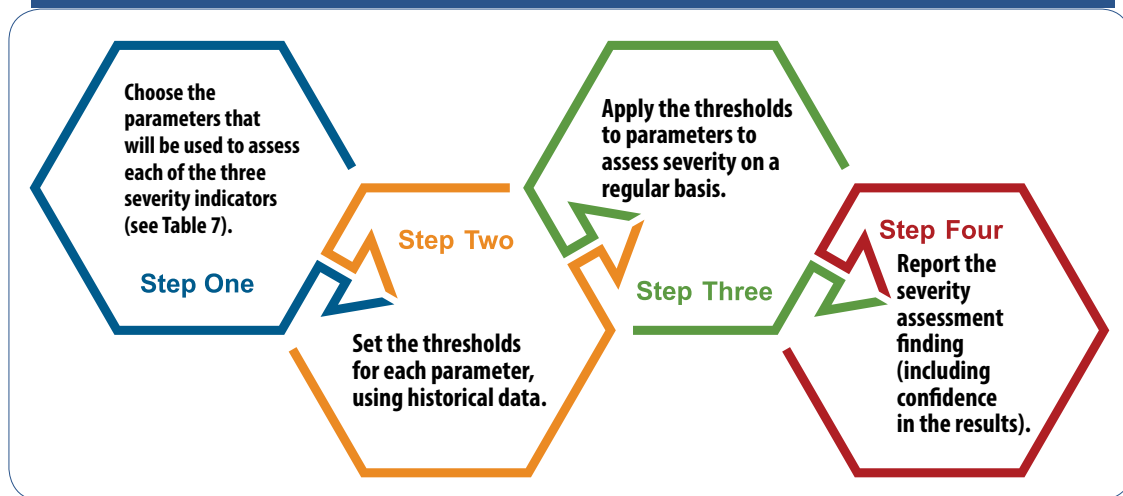 Choose the
parameters that
will be used to assess
each of the three
severity indicators
(see Table 7).
Step One
Step Two
Set the thresholds
for each parameter,
using historical data.
Apply the thresholds
to parameters to
assess severity on a
regular basis.
Step Three
Step Four
Report the
severity
assessment
finding
(including
confidence
in the results).